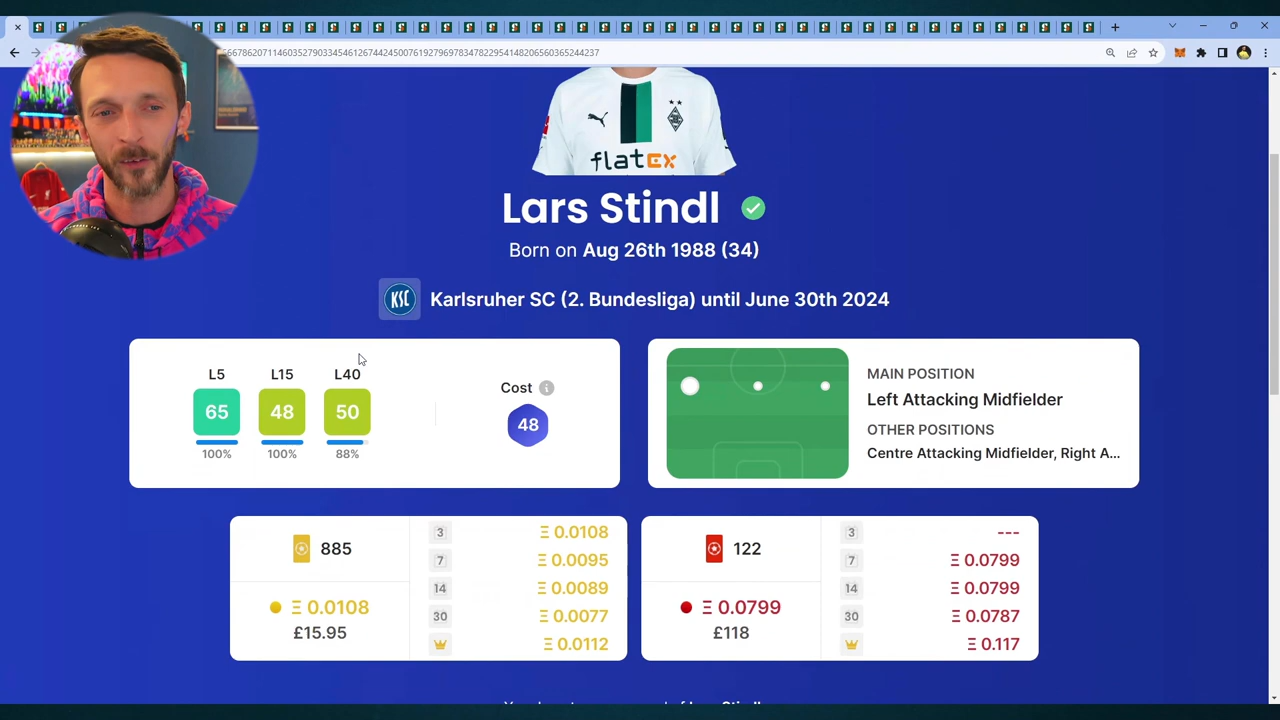 667862071146035279033454612674424500761927969783478229541482065603652442​37
flatex
Lars Stindl
Born on Aug 26th 1988 (34)
KSC
Karlsruher SC (2. Bundesliga) until June 30th 2024
L5 L15 L40
65 48 50
100% 100% 88%
Cost i
48
MAIN POSITION
Left Attacking Midfielder
OTHER POSITIONS
Centre Attacking Midfielder, Right A...
885
Ξ 0.0108
£15.95
3 Ξ 0.0108
7 Ξ 0.0095
14 Ξ 0.0089
30 Ξ 0.0077
Ξ 0.0112
122
Ξ 0.0799
£118
3 ---
7 Ξ 0.0799
14 Ξ 0.0799
30 Ξ 0.0787
Ξ 0.117